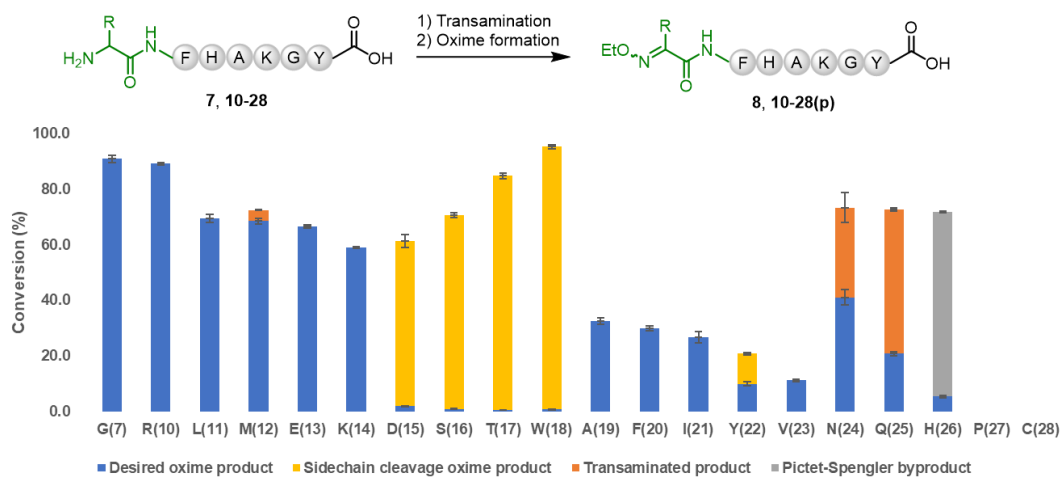 1) Transamination
2) Oxime formation
R
H2N
O
H
N
F H A K G Y
O
OH
7, 10-28
EtO
N
R
O
H
N
F H A K G Y
O
OH
8, 10-28(p)
Conversion (%)
100.0
80.0
60.0
40.0
20.0
0.0
G(7) R(10) L(11) M(12) E(13) K(14) D(15) S(16) T(17) W(18) A(19) F(20) I(21) Y(22) V(23) N(24) Q(25) H(26) P(27) C(28)
Desired oxime product Sidechain cleavage oxime product Transaminated product Pictet-Spengler byproduct